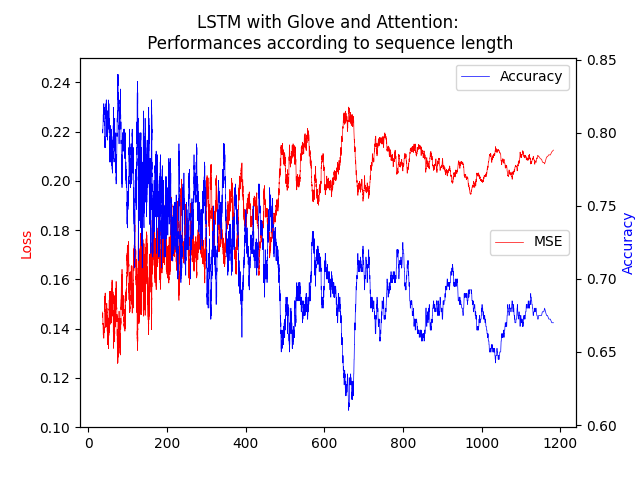 LSTM with Glove and Attention:
Performances according to sequence length
Accuracy
MSE
Loss
Accuracy
0.24
0.22
0.20
0.18
0.16
0.14
0.12
0.10
0.85
0.80
0.75
0.70
0.65
0.60
0 200 400 600 800 1000 1200